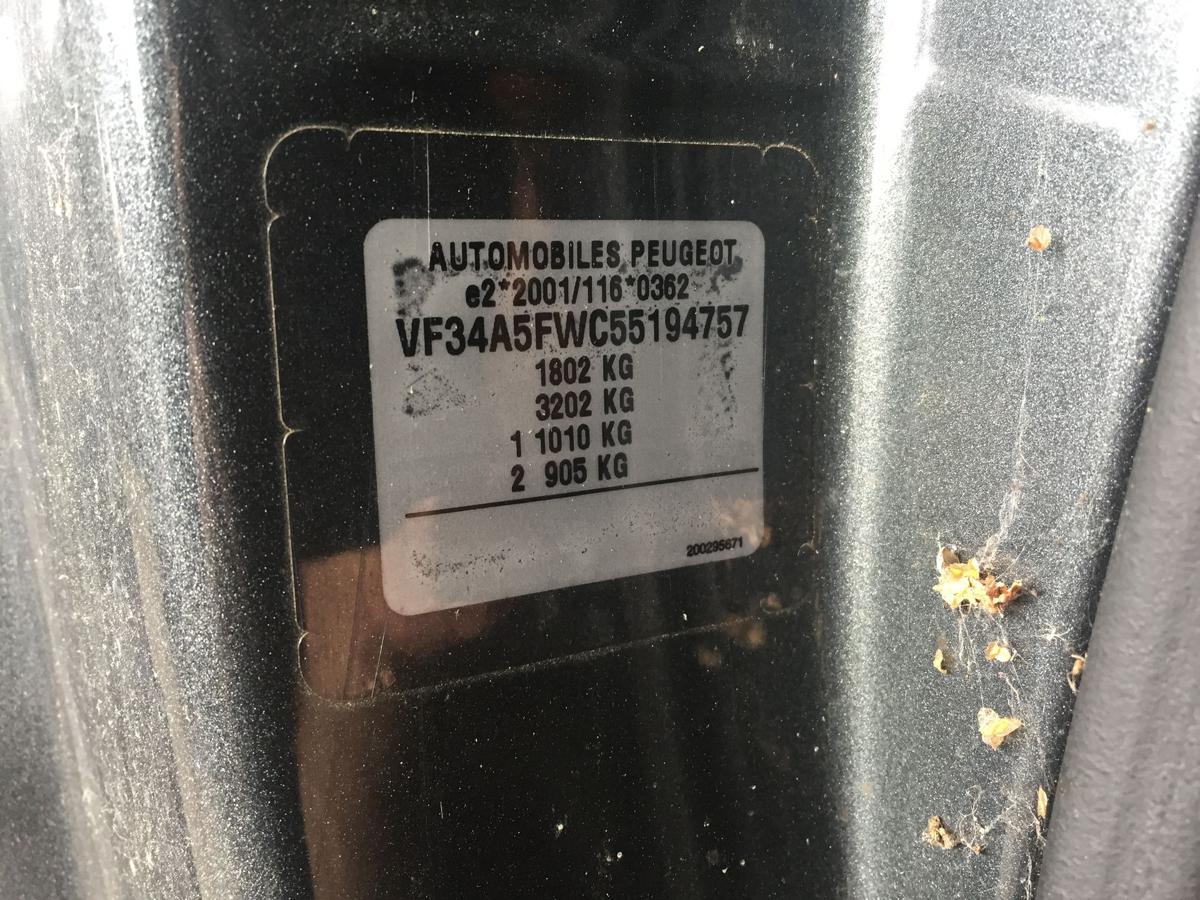 AUTOMOBILES PEUGEOT
e2*2001/116*0362
VF34A5FWC55194757
1802 KG
3202 KG
1 1010 KG
2 905 KG
200295671